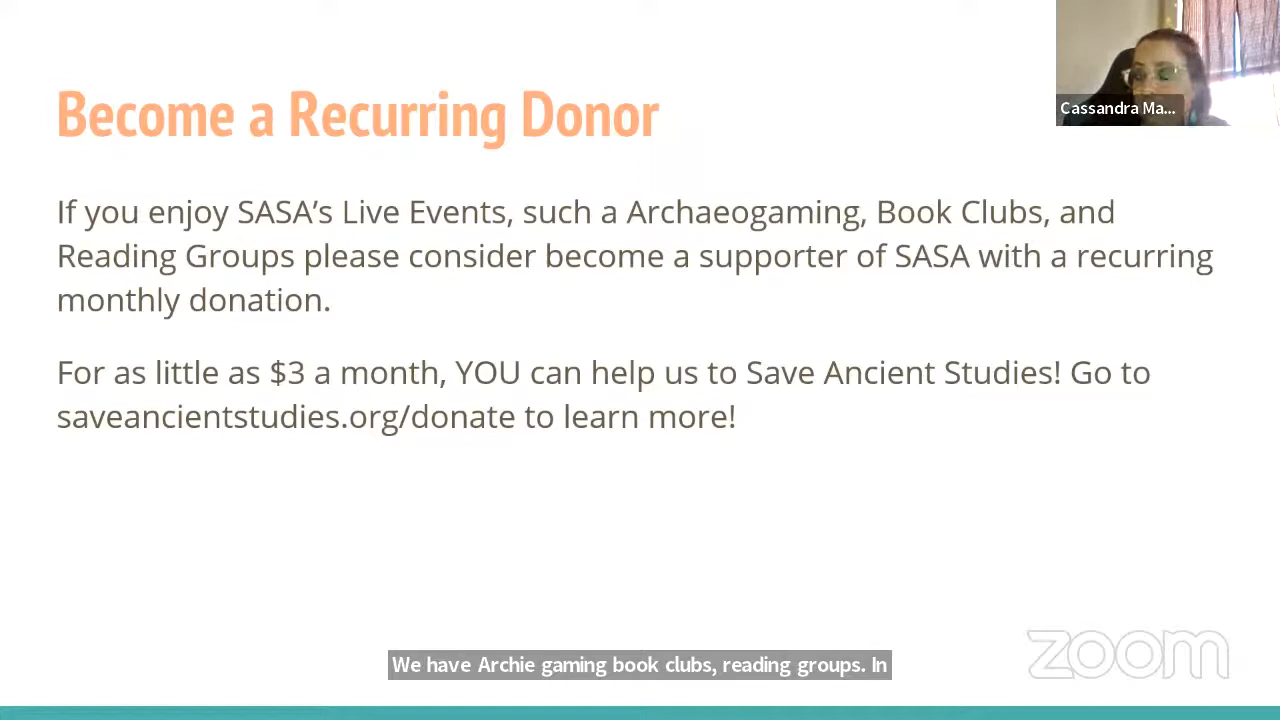 Become a Recurring Donor
Cassandra Ma...
If you enjoy SASA's Live Events, such a Archaeogaming, Book Clubs, and
Reading Groups please consider become a supporter of SASA with a recurring
monthly donation.
For as little as $3 a month, YOU can help us to Save Ancient Studies! Go to
saveancientstudies.org/donate to learn more!
We have Archie gaming book clubs, reading groups. In
zoom